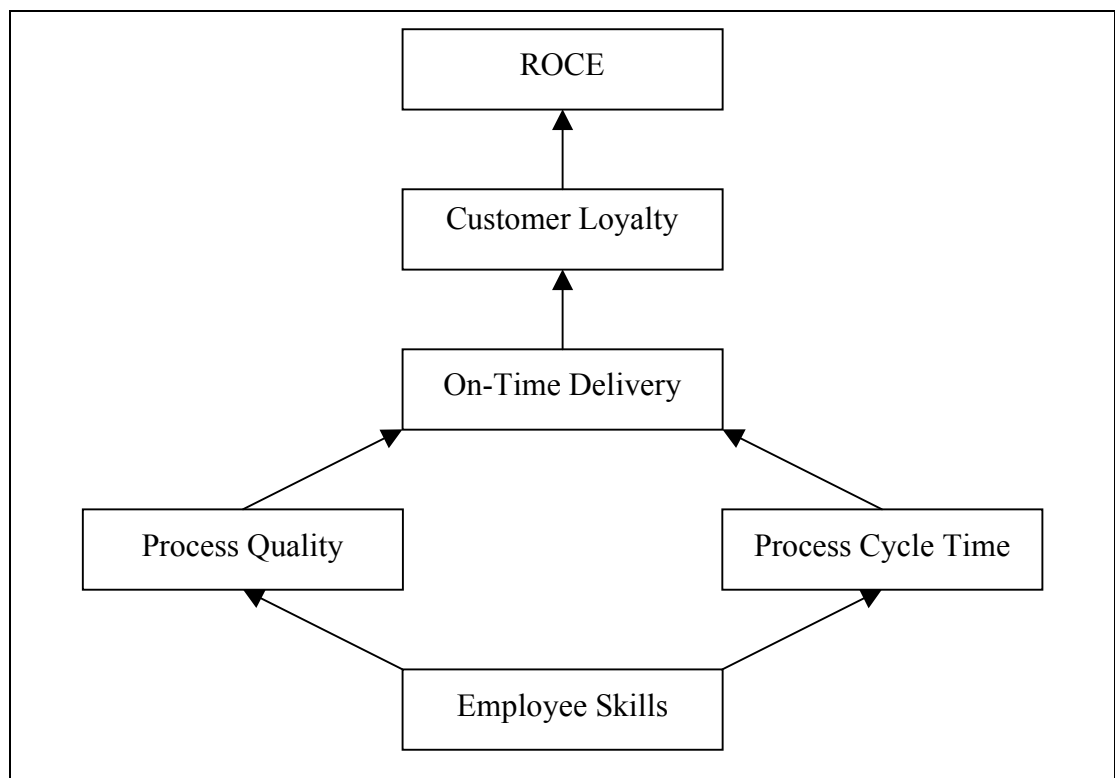 ROCE
Customer Loyalty
On-Time Delivery
Process Quality
Process Cycle Time
Employee Skills